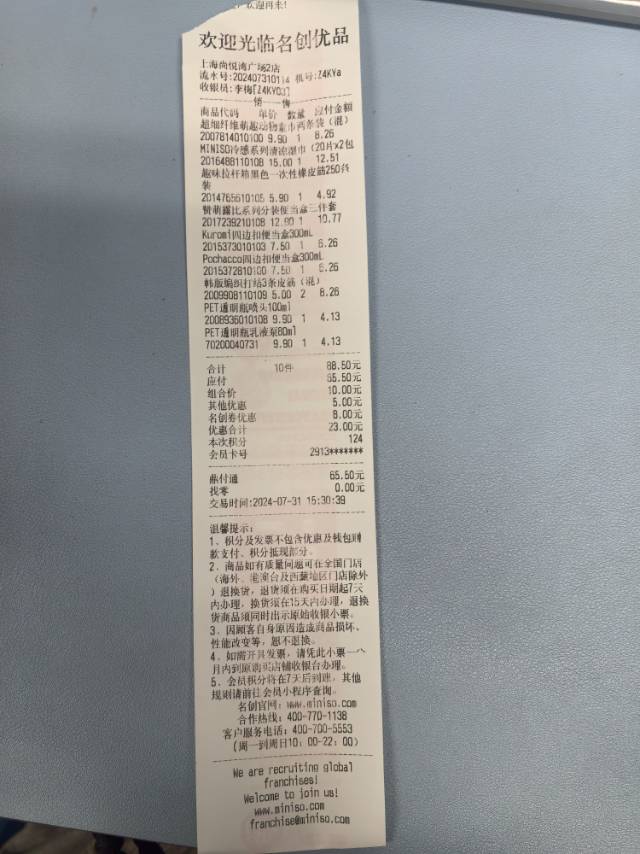 欢迎再来!
欢迎光临名创优品
上海尚悦湾广场2店
流水号:2024073101 4 机号:Z4KYa
收银员:李梅[Z4KY003]
销 售
商品代码 单价 数量 应付金额
超细纤维萌趣动物童巾两条装(混)
2007814010100 9.90 1 8.26
MINISO冷感系列清凉湿巾(20片x2包
2016488110108 15.00 1 12.51
趣味拉杆箱黑色一次性橡皮筋250条
装
2014765610105 5.90 1 4.92
赞萌露比系列分装便当盒三件套
2017239210108 12.90 1 10.77
Kuromi四边扣便当盒300mL
2015373010103 7.50 1 6.26
Pochacco四边扣便当盒300mL
2015372810100 7.50 1 6.26
韩版编织打结3条皮筋(混)
2009908110109 5.00 2 8.26
PET透明瓶喷头100ml
2008936010108 9.90 1 4.13
PET透明瓶乳液泵80ml
70200040731 9.90 1 4.13
合计 10件 88.50元
应付 65.50元
组合价 10.00元
其他优惠 5.00元
名创券优惠 8.00元
优惠合计 23.00元
本次积分 124
会员卡号 2913*******
鼎付通 65.50元
找零 0.00元
交易时间:2024-07-31 15:30:39
温馨提示:
1、积分及发票不包含优惠及钱包赠
款支付、积分抵现部分。
2、商品如有质量问题可在全国门店
(海外、港澳台及西藏地区门店除外
)退换货,退货须在购买日期起7天
内办理,换货须在15天内办理,退换
货商品须同时出示原始收银小票。
3、因顾客自身原因造成商品损坏、
性能改变等,恕不退换。
4、如需开具发票,请凭此小票一个
月内到原购买店铺收银台办理。
5、会员积分将在7天后到账,其他
规则请前往会员小程序查询。
名创官网:www.miniso.com
合作热线:400-770-1138
客户服务电话:400-700-5553
(周一到周日10:00-22:00)
We are recruiting global
franchises!
Welcome to join us!
www.miniso.com
franchise@miniso.com